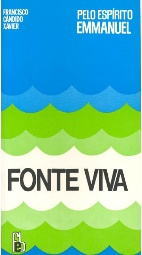 FRANCISCO
CÂNDIDO
XAVIER
PELO ESPÍRITO
EMMANUEL
FONTE VIVA